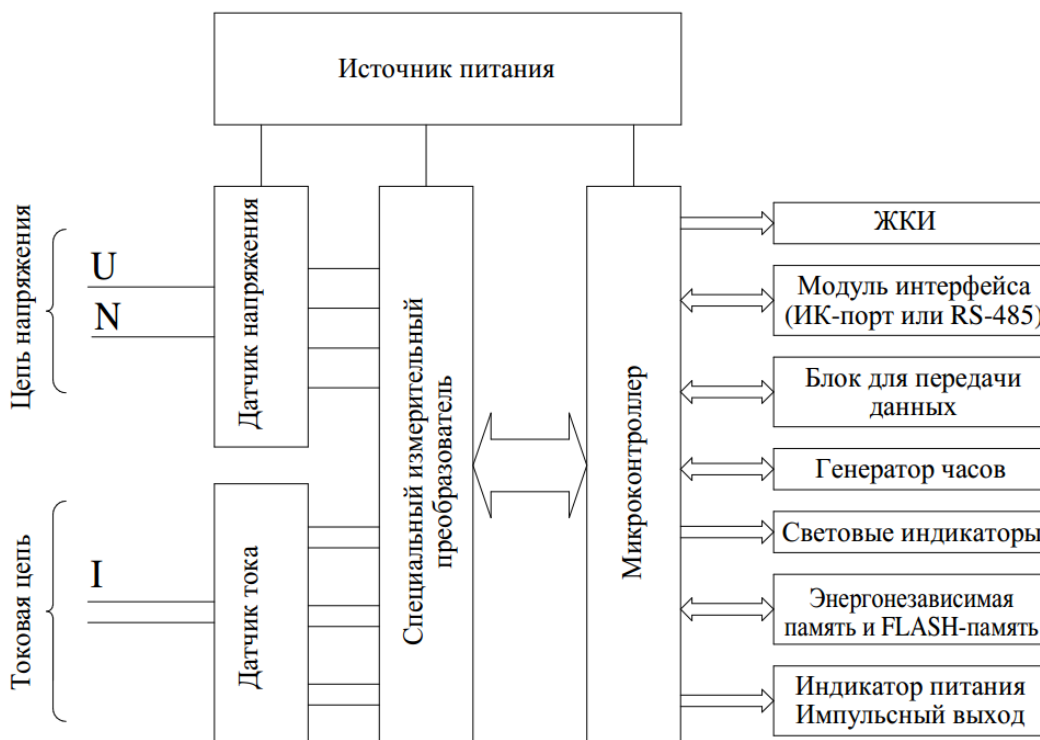 Источник питания
Цепь напряжения
U
N
Датчик напряжения
Токовая цепь
I
Датчик тока
Специальный измерительный
преобразователь
Микроконтроллер
ЖКИ
Модуль интерфейса
(ИК-порт или RS-485)
Блок для передачи
данных
Генератор часов
Световые индикаторы
Энергонезависимая
память и FLASH-память
Индикатор питания
Импульсный выход